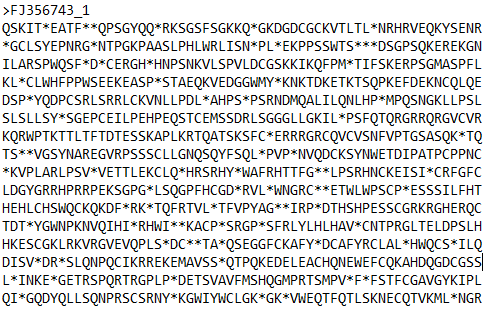 >FJ356743_1
QSKIT*EATF**QPSGYQQ*RKSGSFSGKKQ*GKDGDCGCKVTLTL*NRHRVEQKYSENR
*GCLSYEPNRG*NTPGKPAASLPHLWRLISN*PL*EKPPSSWTS***DSGPSQKEREKGN
ILARSPWQSF*D*CERGH*HNPSNKVLSPVLDCGSKKIKQFPM*TIFSKERPSGMASPFL
KL*CLWHFPPWSEEKEASP*STAEQKVEDGGWMY*KNKTDKETKTSQPKEFDEKNCQLQE
DSP*YQDPCSRLSRRLCKVNLLPDL*AHPS*PSRNDMQALILQNLHP*MPQSNGKLLPSL
SLSLLSY*SGEPCEILPEHPEQSTCEMSSDRLSGGGLLGKIL*PSFQTQRGRRQRGVCVR
KQRWPTKTTLTFTDTESSKAPLKRTQATSKSFC*ERRRGRCQVCVSNFVPTGSASQK*TQ
TS**VGSYNAREGVRPSSSCLLGNQSQYFSQL*PVP*NVQDCKSYNWETDIPATPCPPNC
*KVPLARLPSV*VETTLEKCLQ*HRSRHY*WAFRHTTFG**LPSRHNCKEISI*CRFGFC
LDGYGRRHPRRPEKSGPG*LSQGPFHCGD*RVL*WNGRC**ETWLWPSCP*ESSSILFHT
HEHLCHSWQCKQKDF*RK*TQFRTVL*TFVPYAG**IRP*DTHSHPESSCGRKRGHERQC
TDT*YGWNPKNVQIHI*RHWI**KACP*SRGP*SFRLYLHLHAV*CNTPRGLTELDPSLH
HKESCGKLRKVRGVEVQPLS*DC**TA*QSEGGFCKAFY*DCAFYRCLAL*HWQCS*ILQ
DISV*DR*SLQNPQCIKRREKEMAVSS*QTPQKEDELEACHQNEWEFCQKAHDQGDCGSS
L*INKE*GETRSPQRTRGPLP*DETSVAVFMSHQGMPRTSMPV*F*FSTFCGAVGYKIPL
QI*GQDYQLLSQNPRSCSRNY*KGWIYWCLGK*GK*VWEQTFQTLSKNECQTVKML*NGR